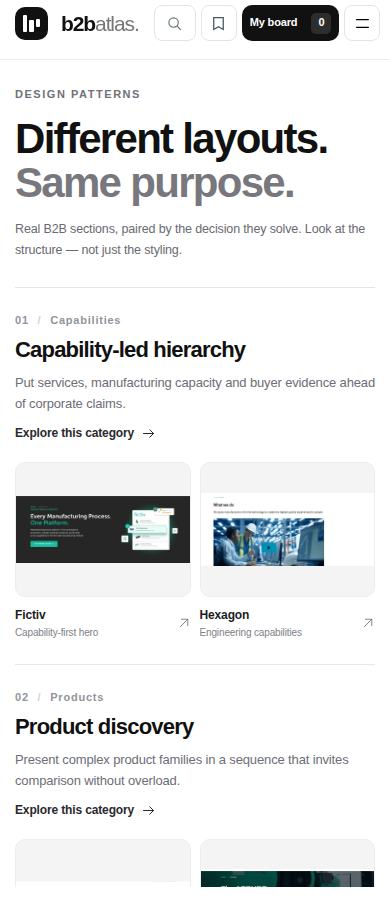 b2batlas.
My board 0
DESIGN PATTERNS
Different layouts.
Same purpose.
Real B2B sections, paired by the decision they solve. Look at the
structure — not just the styling.
01 / Capabilities
Capability-led hierarchy
Put services, manufacturing capacity and buyer evidence ahead
of corporate claims.
Explore this category →
Every Manufacturing Process
One Platform.
What we do
Fictiv
Capability-first hero
Hexagon
Engineering capabilities
02 / Products
Product discovery
Present complex product families in a sequence that invites
comparison without overload.
Explore this category →